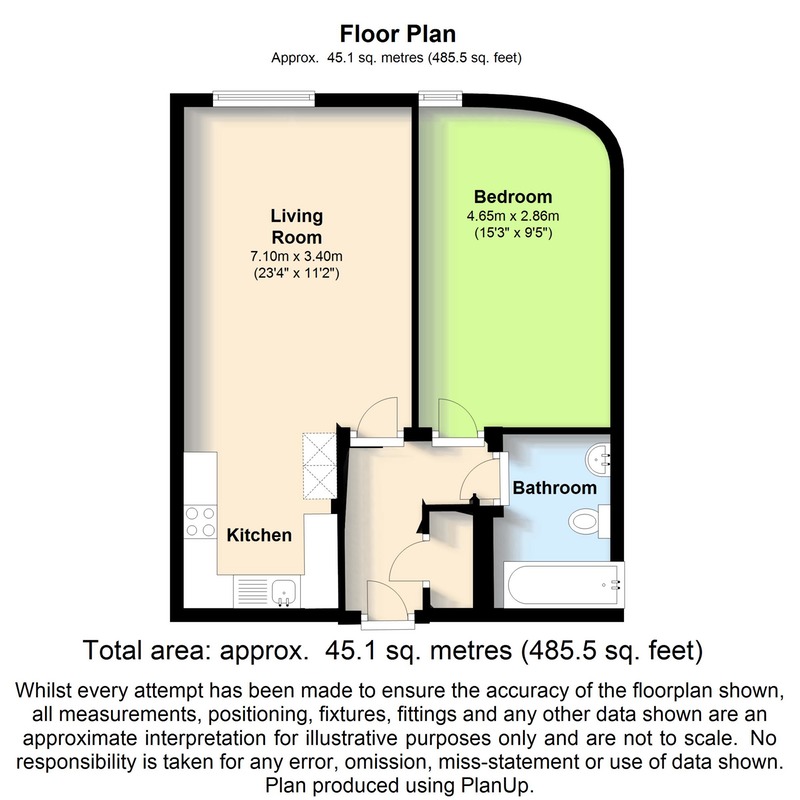 Floor Plan
Approx.  45.1 sq. metres (485.5 sq. feet)
Living
Room
7.10m x 3.40m
(23'4" x 11'2")
Bedroom
4.65m x 2.86m
(15'3" x 9'5")
Kitchen
Bathroom
Total area: approx.  45.1 sq. metres (485.5 sq. feet)
Whilst every attempt has been made to ensure the accuracy of the floorplan shown,
all measurements, positioning, fixtures, fittings and any other data shown are an
approximate interpretation for illustrative purposes only and are not to scale.  No
responsibility is taken for any error, omission, miss-statement or use of data shown.
Plan produced using PlanUp.